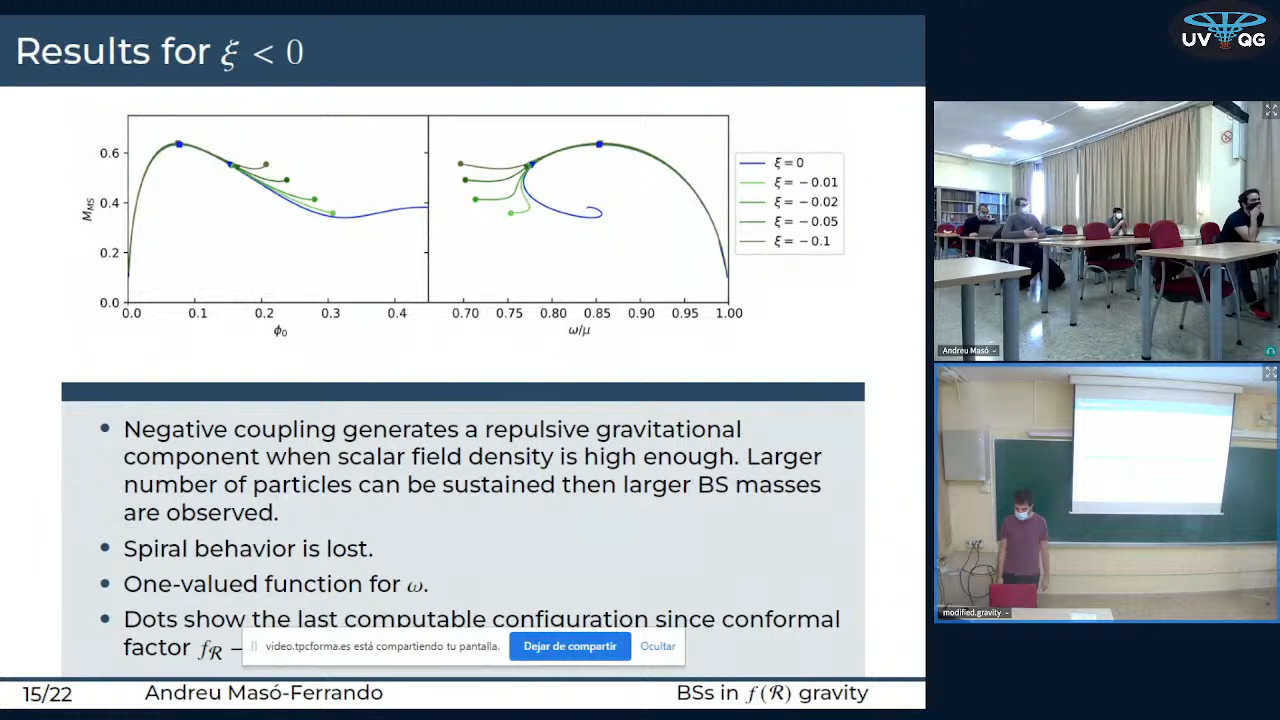 Results for ξ < 0
UV QG
0.6
0.4
0.2
0.0
M_MS
0.0 0.1 0.2 0.3 0.4
ϕ₀
0.70 0.75 0.80 0.85 0.90 0.95 1.00
ω/μ
ξ = 0
ξ = −0.01
ξ = −0.02
ξ = −0.05
ξ = −0.1
Negative coupling generates a repulsive gravitational
component when scalar field density is high enough. Larger
number of particles can be sustained then larger BS masses
are observed.
Spiral behavior is lost.
One-valued function for ω.
Dots show the last computable configuration since conformal
factor f_ℛ –
video.tpcforma.es está compartiendo tu pantalla.
Dejar de compartir
Ocultar
15/22 Andreu Masó-Ferrando BSs in f(ℛ) gravity
Andreu Masó
modified.gravity